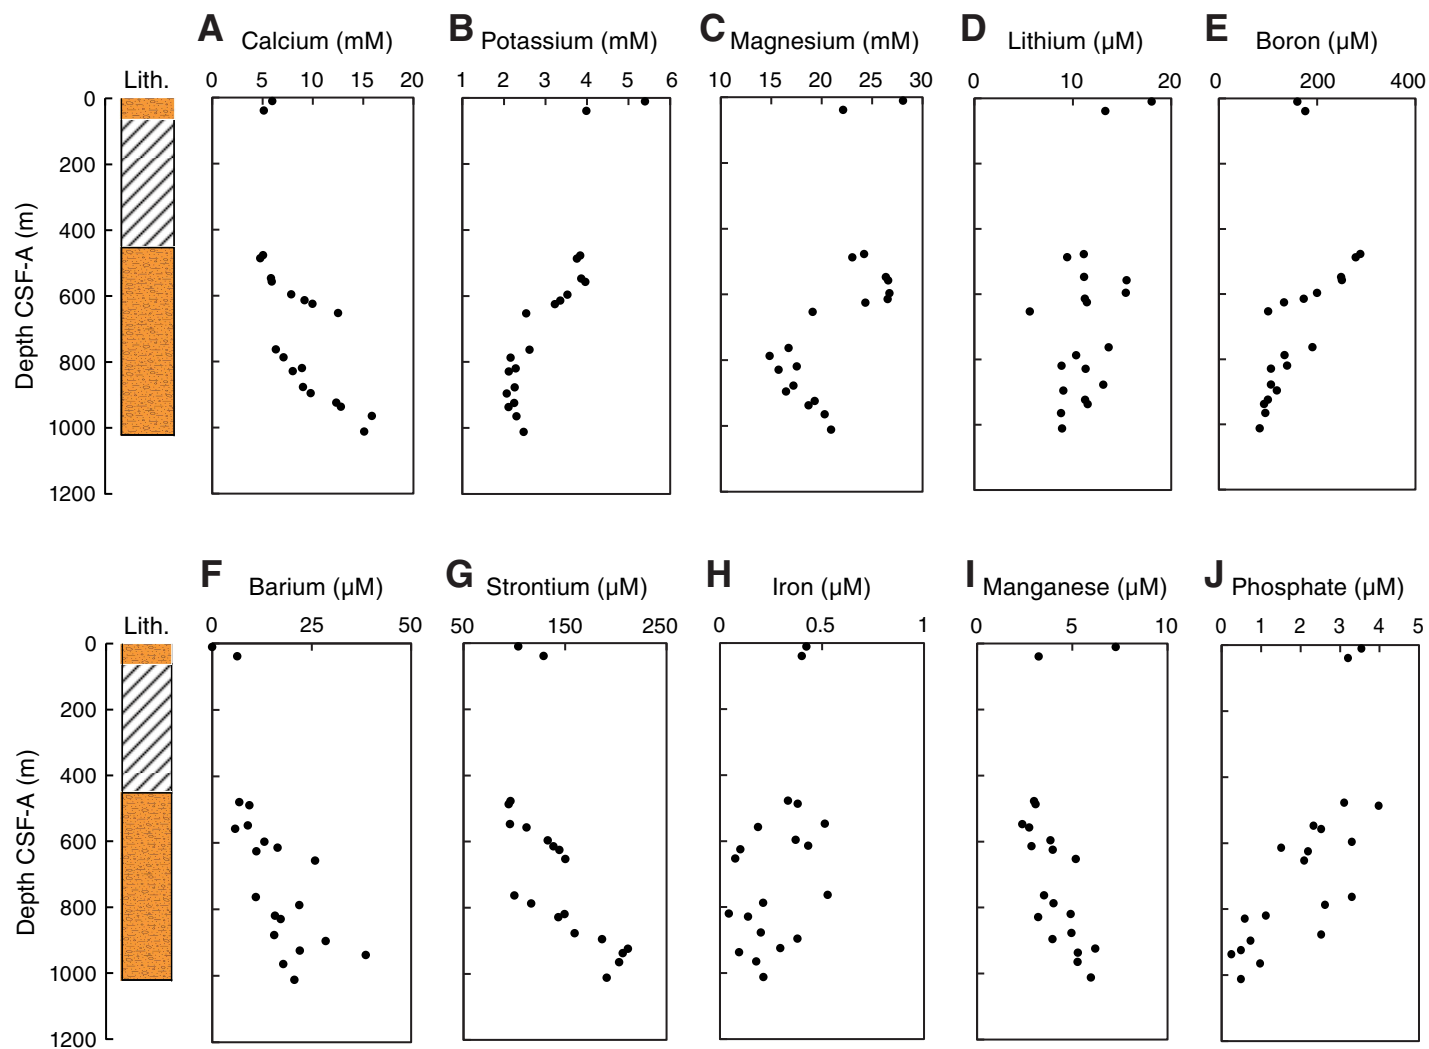 A Calcium (mM) B Potassium (mM) C Magnesium (mM) D Lithium (µM) E Boron (µM)
Lith. 0 5 10 15 20 1 2 3 4 5 6 10 15 20 25 30 0 10 20 0 200 400
0
200
400
600
800
1000
1200
Depth CSF-A (m)
F Barium (µM) G Strontium (µM) H Iron (µM) I Manganese (µM) J Phosphate (µM)
Lith. 0 25 50 50 150 250 0 0.5 1 0 5 10 0 1 2 3 4 5
0
200
400
600
800
1000
1200
Depth CSF-A (m)